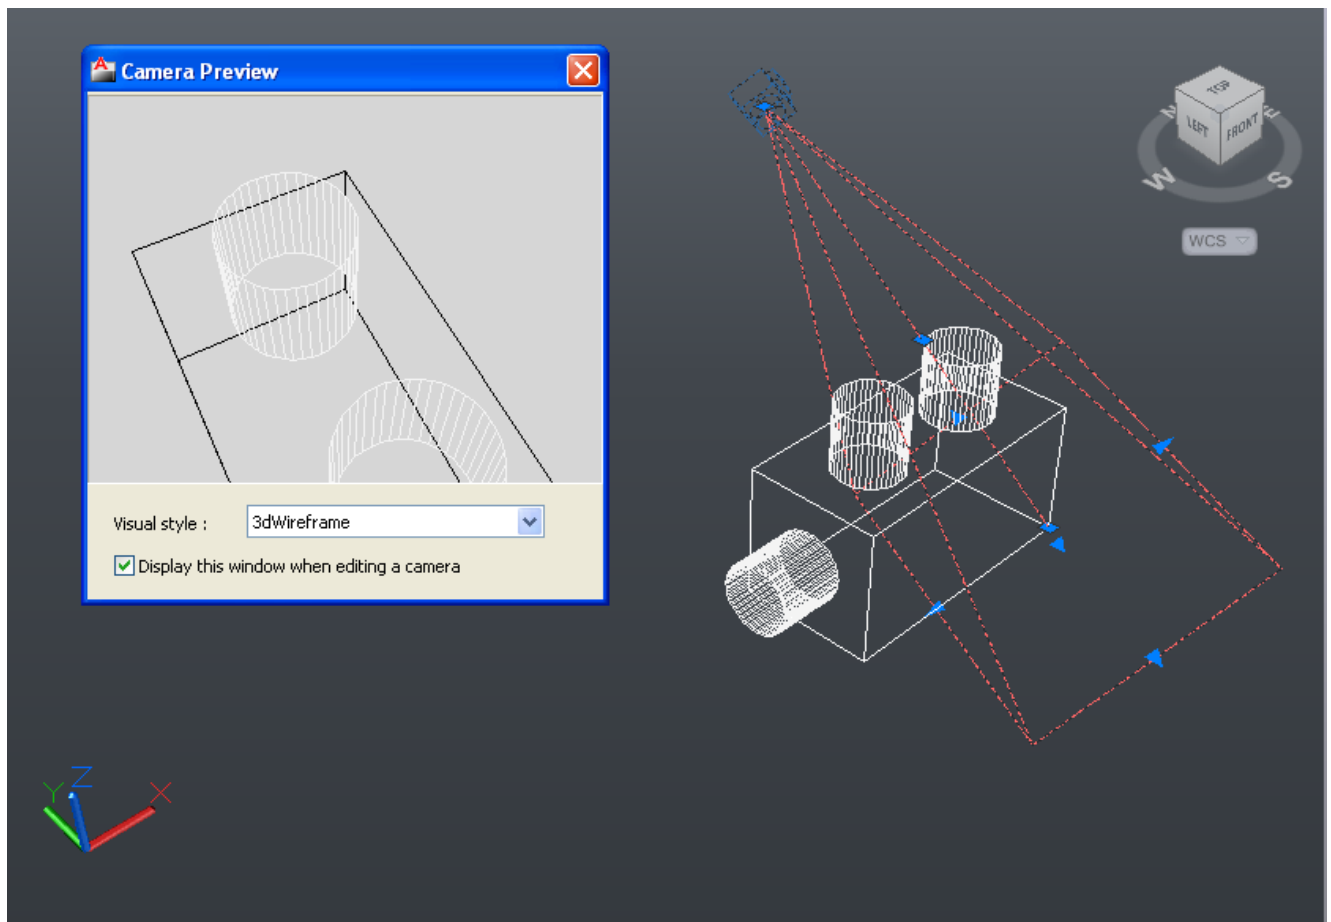 Camera Preview
Visual style :
3dWireframe
Display this window when editing a camera
TOP
LEFT
FRONT
N
E
W
S
WCS
Y
Z
X